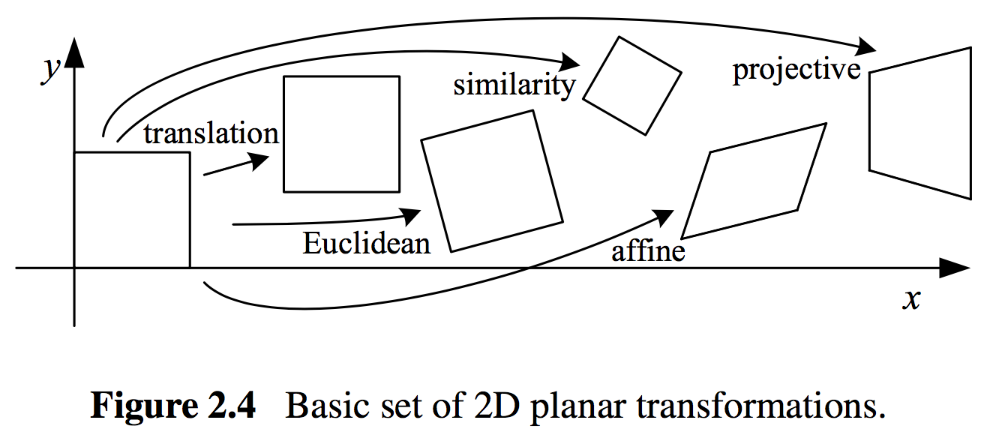 y
similarity
projective
translation
Euclidean
affine
x
Figure 2.4 Basic set of 2D planar transformations.